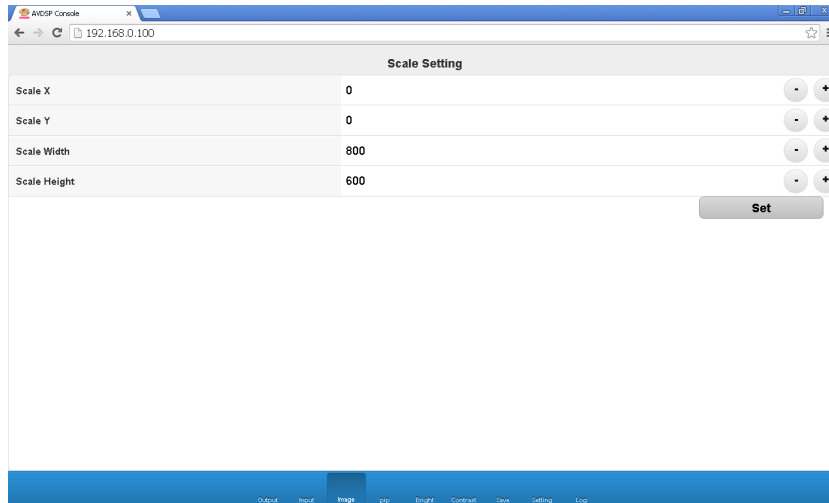 AVDSP Console
192.168.0.100
Scale Setting
Scale X 0 - +
Scale Y 0 - +
Scale Width 800 - +
Scale Height 600 - +
Set
Output Input Image pip Bright Contrast Save Setting Log